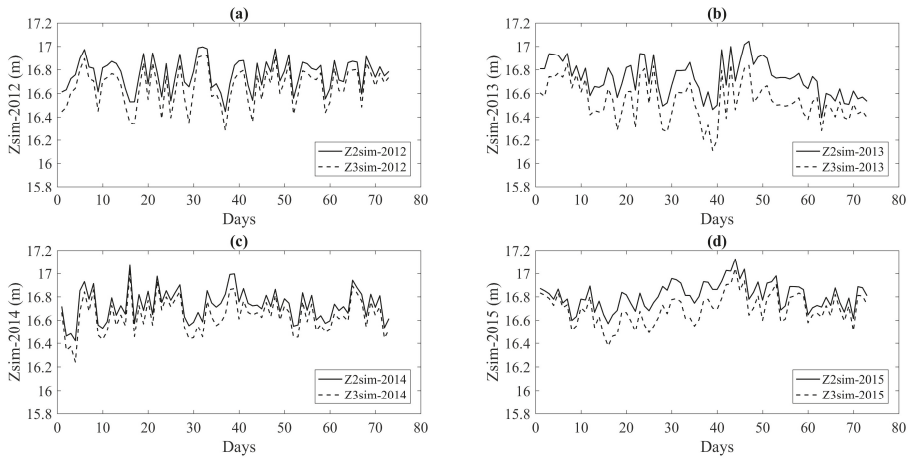 (a)
17.2
17
16.8
16.6
16.4
16.2
16
15.8
Zsim-2012 (m)
Z2sim-2012
Z3sim-2012
0 10 20 30 40 50 60 70 80
Days
(b)
17.2
17
16.8
16.6
16.4
16.2
16
15.8
Zsim-2013 (m)
Z2sim-2013
Z3sim-2013
0 10 20 30 40 50 60 70 80
Days
(c)
17.2
17
16.8
16.6
16.4
16.2
16
15.8
Zsim-2014 (m)
Z2sim-2014
Z3sim-2014
0 10 20 30 40 50 60 70 80
Days
(d)
17.2
17
16.8
16.6
16.4
16.2
16
15.8
Zsim-2015 (m)
Z2sim-2015
Z3sim-2015
0 10 20 30 40 50 60 70 80
Days